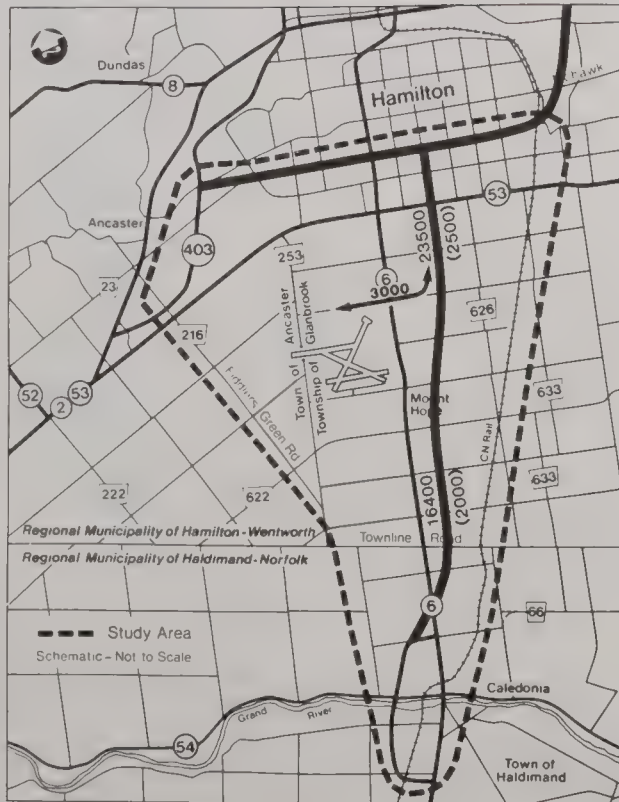 Dundas
8
Hamilton
hawk
Ancaster
53
403
253
23500
(2500)
6
3000
23
216
626
Town of Ancaster
Township of Glanbrook
Mount
Hope
52
2
53
Green Rd
CN Rail
633
633
222
622
16400
(2000)
Regional Municipality of Hamilton-Wentworth
Townline Road
Regional Municipality of Haldimand-Norfolk
6
66
Study Area
Schematic - Not to Scale
Caledonia
Grand River
54
Town of
Haldimand